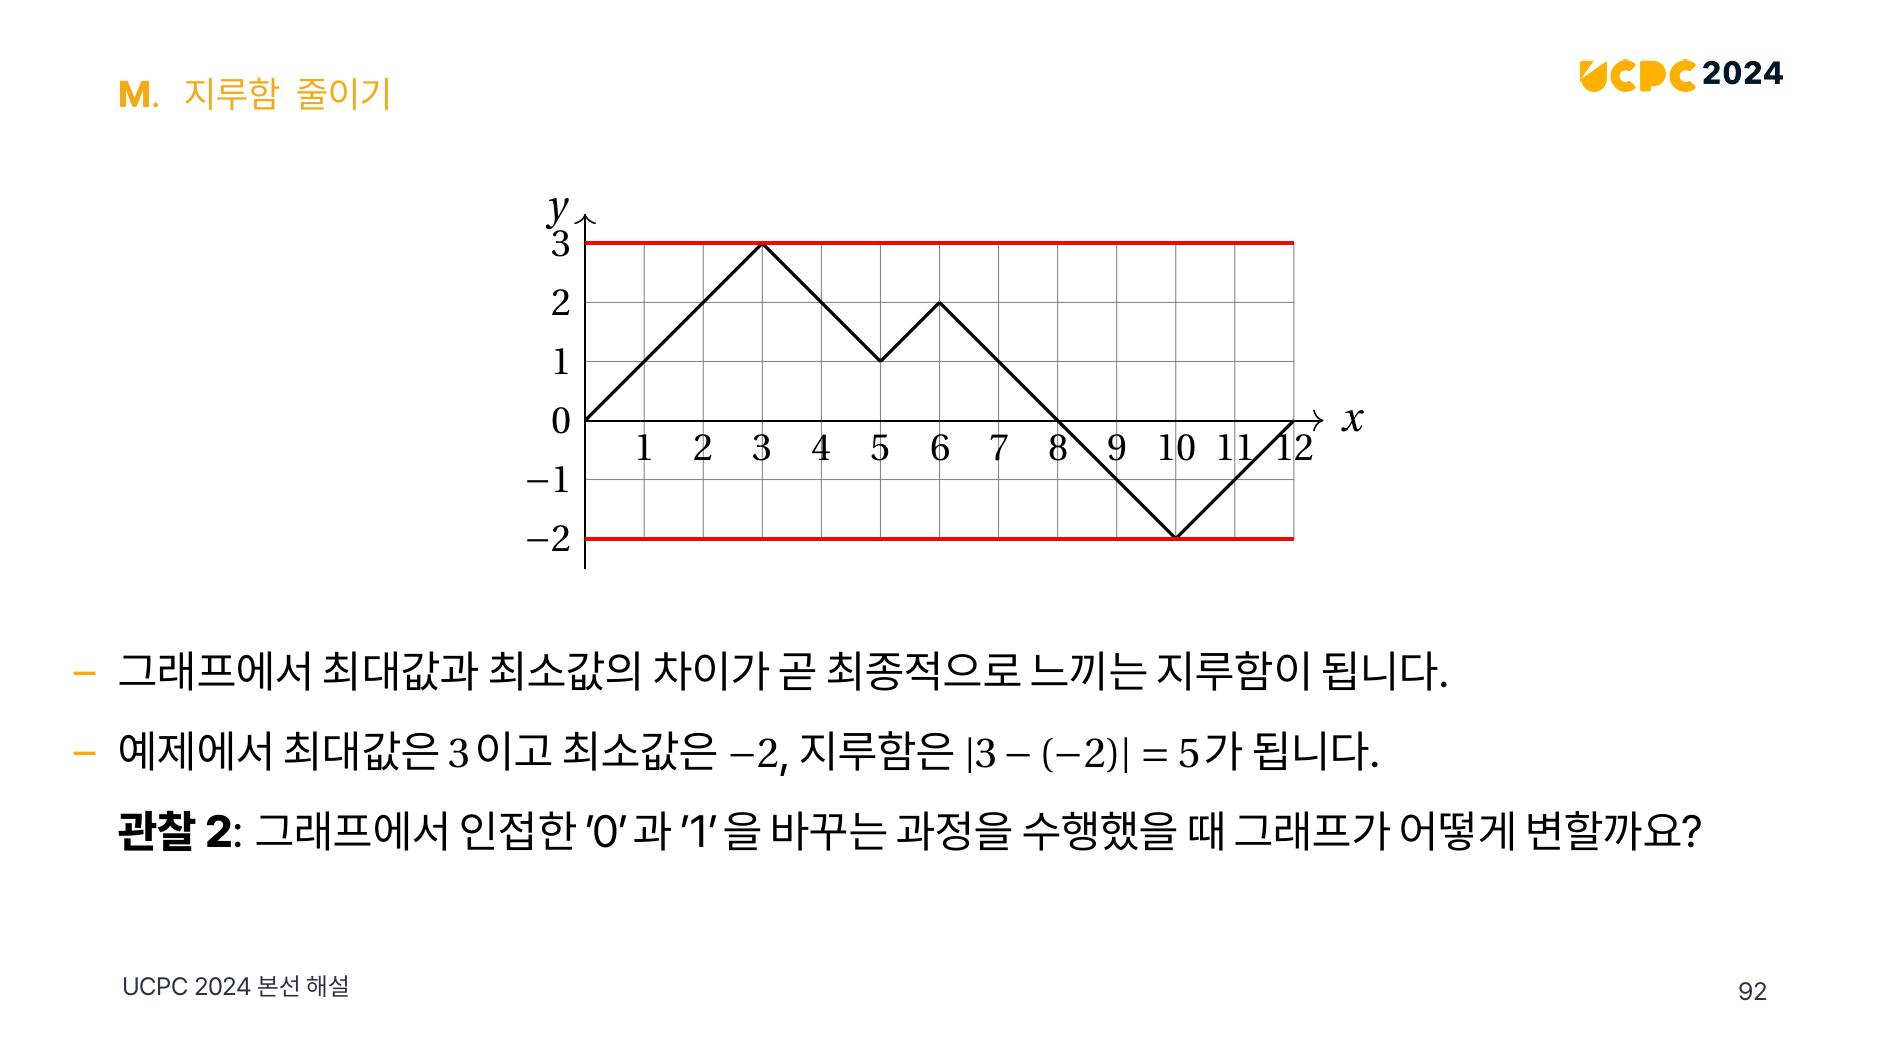 M. 지루함 줄이기
UCPC 2024
y
3
2
1
0
−1
−2
1 2 3 4 5 6 7 8 9 10 11 12
x
– 그래프에서 최대값과 최소값의 차이가 곧 최종적으로 느끼는 지루함이 됩니다.
– 예제에서 최대값은 3이고 최소값은 −2, 지루함은 |3 − (−2)| = 5가 됩니다.
관찰 2: 그래프에서 인접한 '0'과 '1'을 바꾸는 과정을 수행했을 때 그래프가 어떻게 변할까요?
UCPC 2024 본선 해설
92